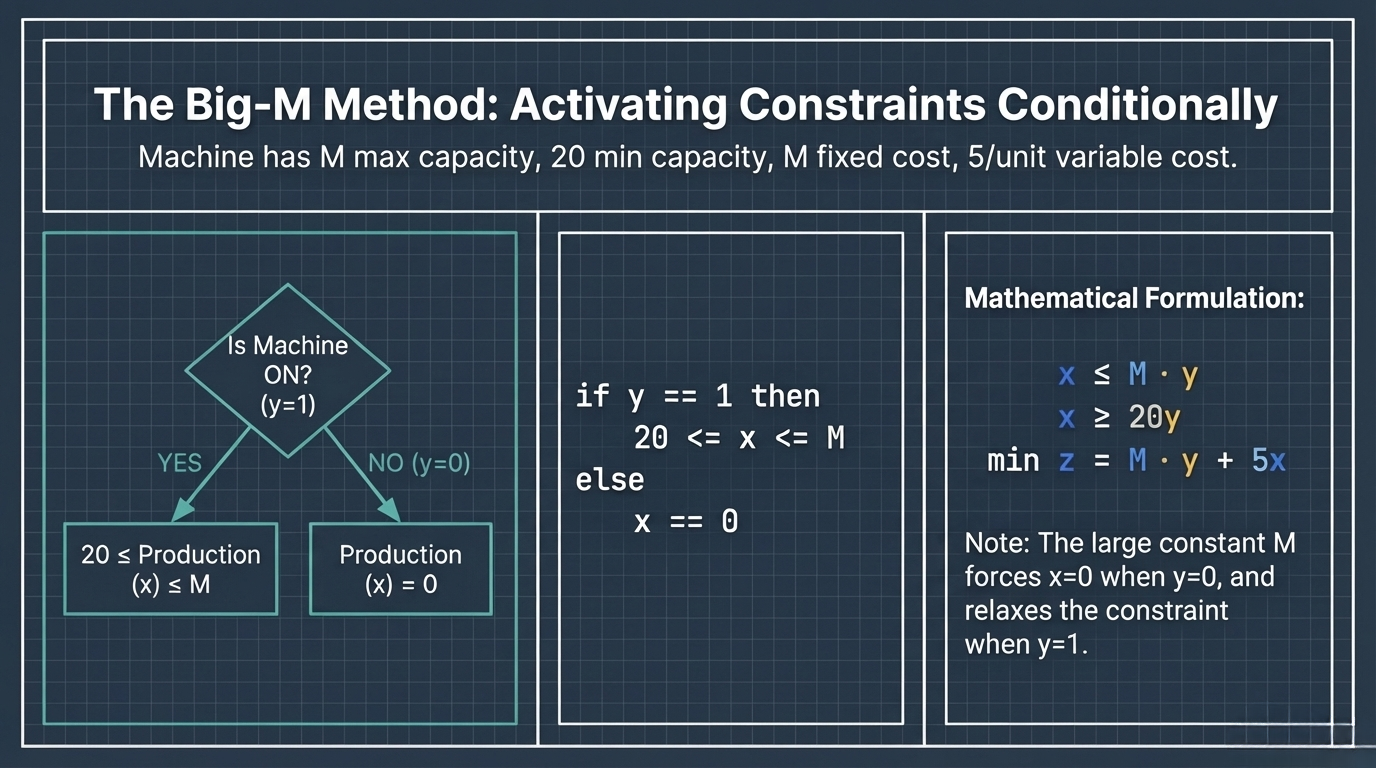 The Big-M Method: Activating Constraints Conditionally
Machine has M max capacity, 20 min capacity, M fixed cost, 5/unit variable cost.
Is Machine
ON?
(y=1)
YES
NO (y=0)
20 ≤ Production
(x) ≤ M
Production
(x) = 0
if y == 1 then
20 <= x <= M
else
x == 0
Mathematical Formulation:
x ≤ M · y
x ≥ 20y
min z = M · y + 5x
Note: The large constant M
forces x=0 when y=0, and
relaxes the constraint
when y=1.